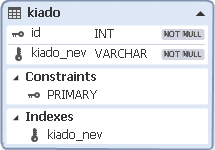 kiado
id INT NOT NULL
kiado_nev VARCHAR NOT NULL
Constraints
PRIMARY
Indexes
kiado_nev